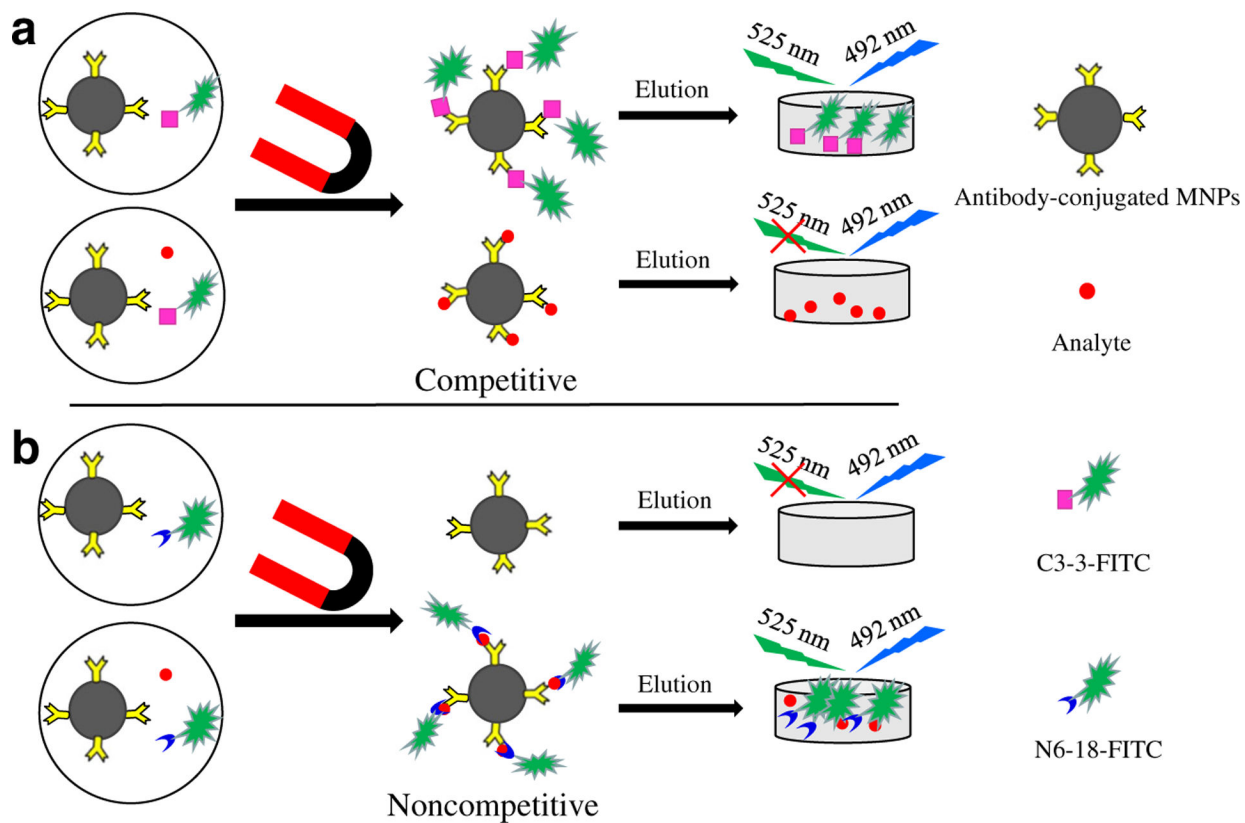 a
Elution
525 nm
492 nm
Antibody-conjugated MNPs
Elution
525 nm
492 nm
Analyte
Competitive
b
Elution
525 nm
492 nm
C3-3-FITC
Elution
525 nm
492 nm
N6-18-FITC
Noncompetitive